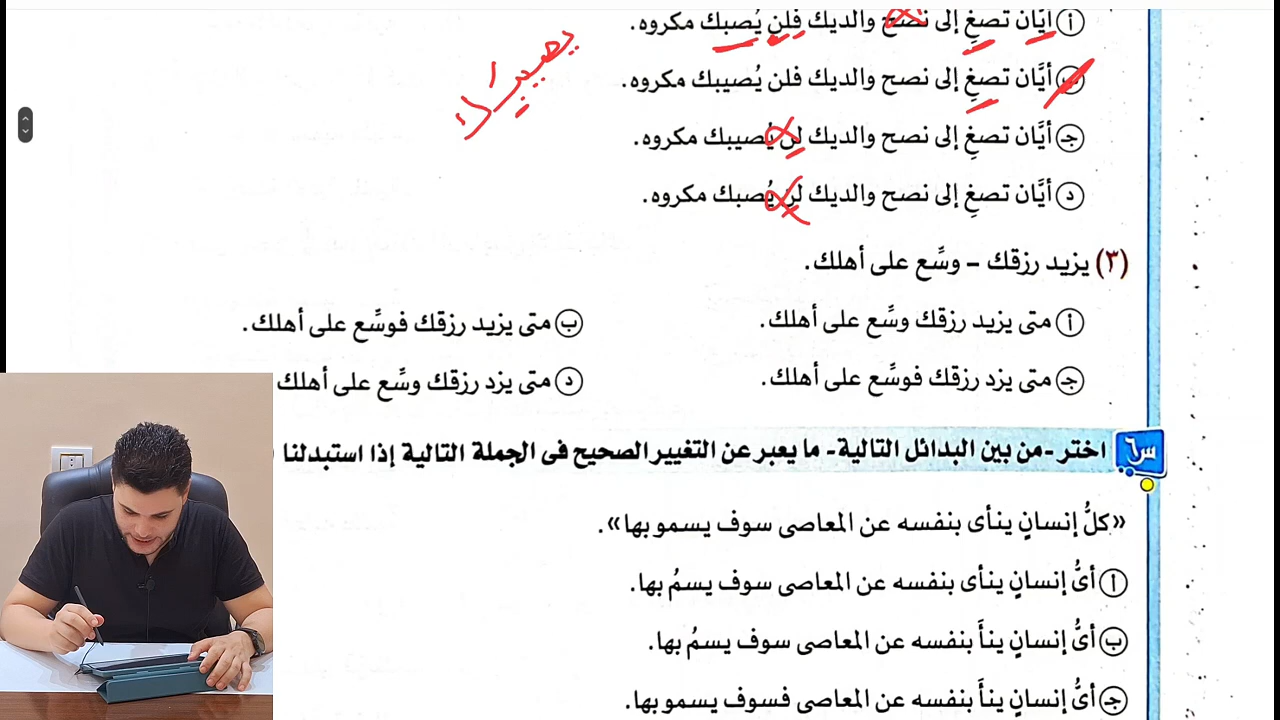 أ أيَّان تصغِ إلى نصح والديك فلن يُصبك مكروه.
يصيبَك
ب أيَّان تصغِ إلى نصح والديك فلن يُصيبك مكروه.
جـ أيَّان تصغِ إلى نصح والديك لن يُصيبك مكروه.
د أيَّان تصغِ إلى نصح والديك لن يُصبك مكروه.
(٣) يزيد رزقك – وسِّع على أهلك.
أ متى يزيد رزقك وسِّع على أهلك.
ب متى يزيد رزقك فوسِّع على أهلك.
جـ متى يزد رزقك فوسِّع على أهلك.
د متى يزد رزقك وسِّع على أهلك
س٦ اختر -من بين البدائل التالية- ما يعبر عن التغيير الصحيح فى الجملة التالية إذا استبدلنا
«كلُّ إنسانٍ ينأى بنفسه عن المعاصى سوف يسمو بها».
أ أىُّ إنسانٍ ينأى بنفسه عن المعاصى سوف يسمُ بها.
ب أىُّ إنسانٍ ينأَ بنفسه عن المعاصى سوف يسمُ بها.
جـ أىُّ إنسانٍ ينأَ بنفسه عن المعاصى فسوف يسمو بها.